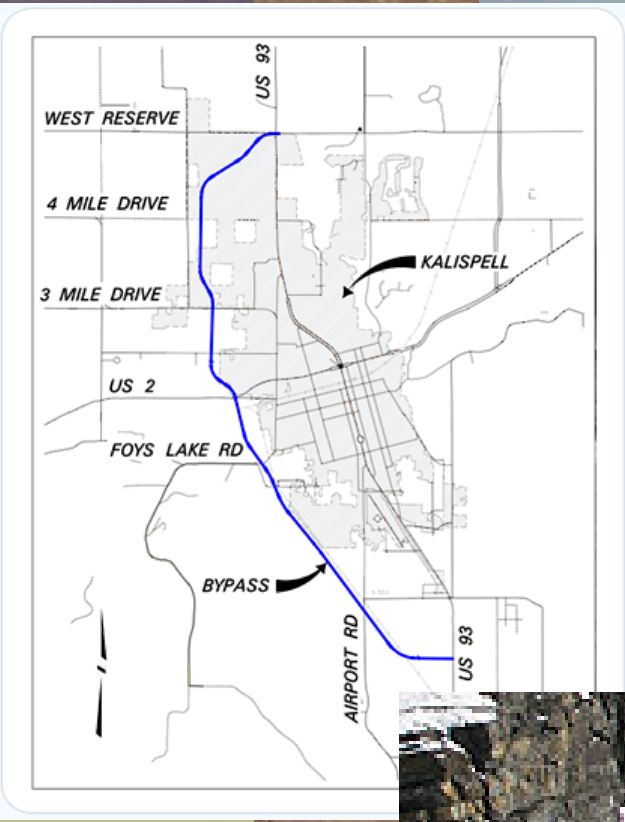 US 93
WEST RESERVE
4 MILE DRIVE
KALISPELL
3 MILE DRIVE
US 2
FOYS LAKE RD
BYPASS
AIRPORT RD
US 93